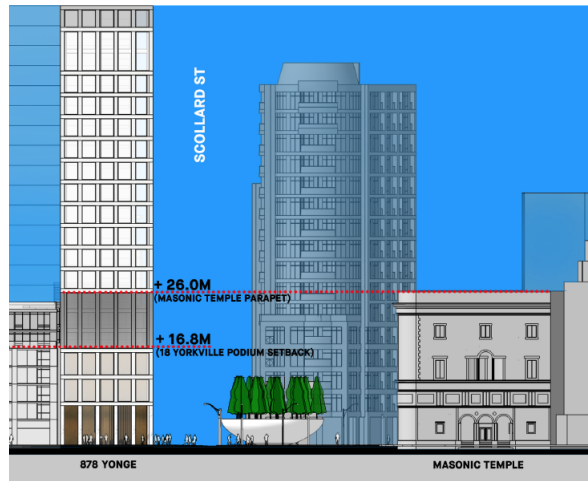 SCOLLARD ST
+ 26.0M
(MASONIC TEMPLE PARAPET)
+ 16.8M
(18 YORKVILLE PODIUM SETBACK)
878 YONGE
MASONIC TEMPLE